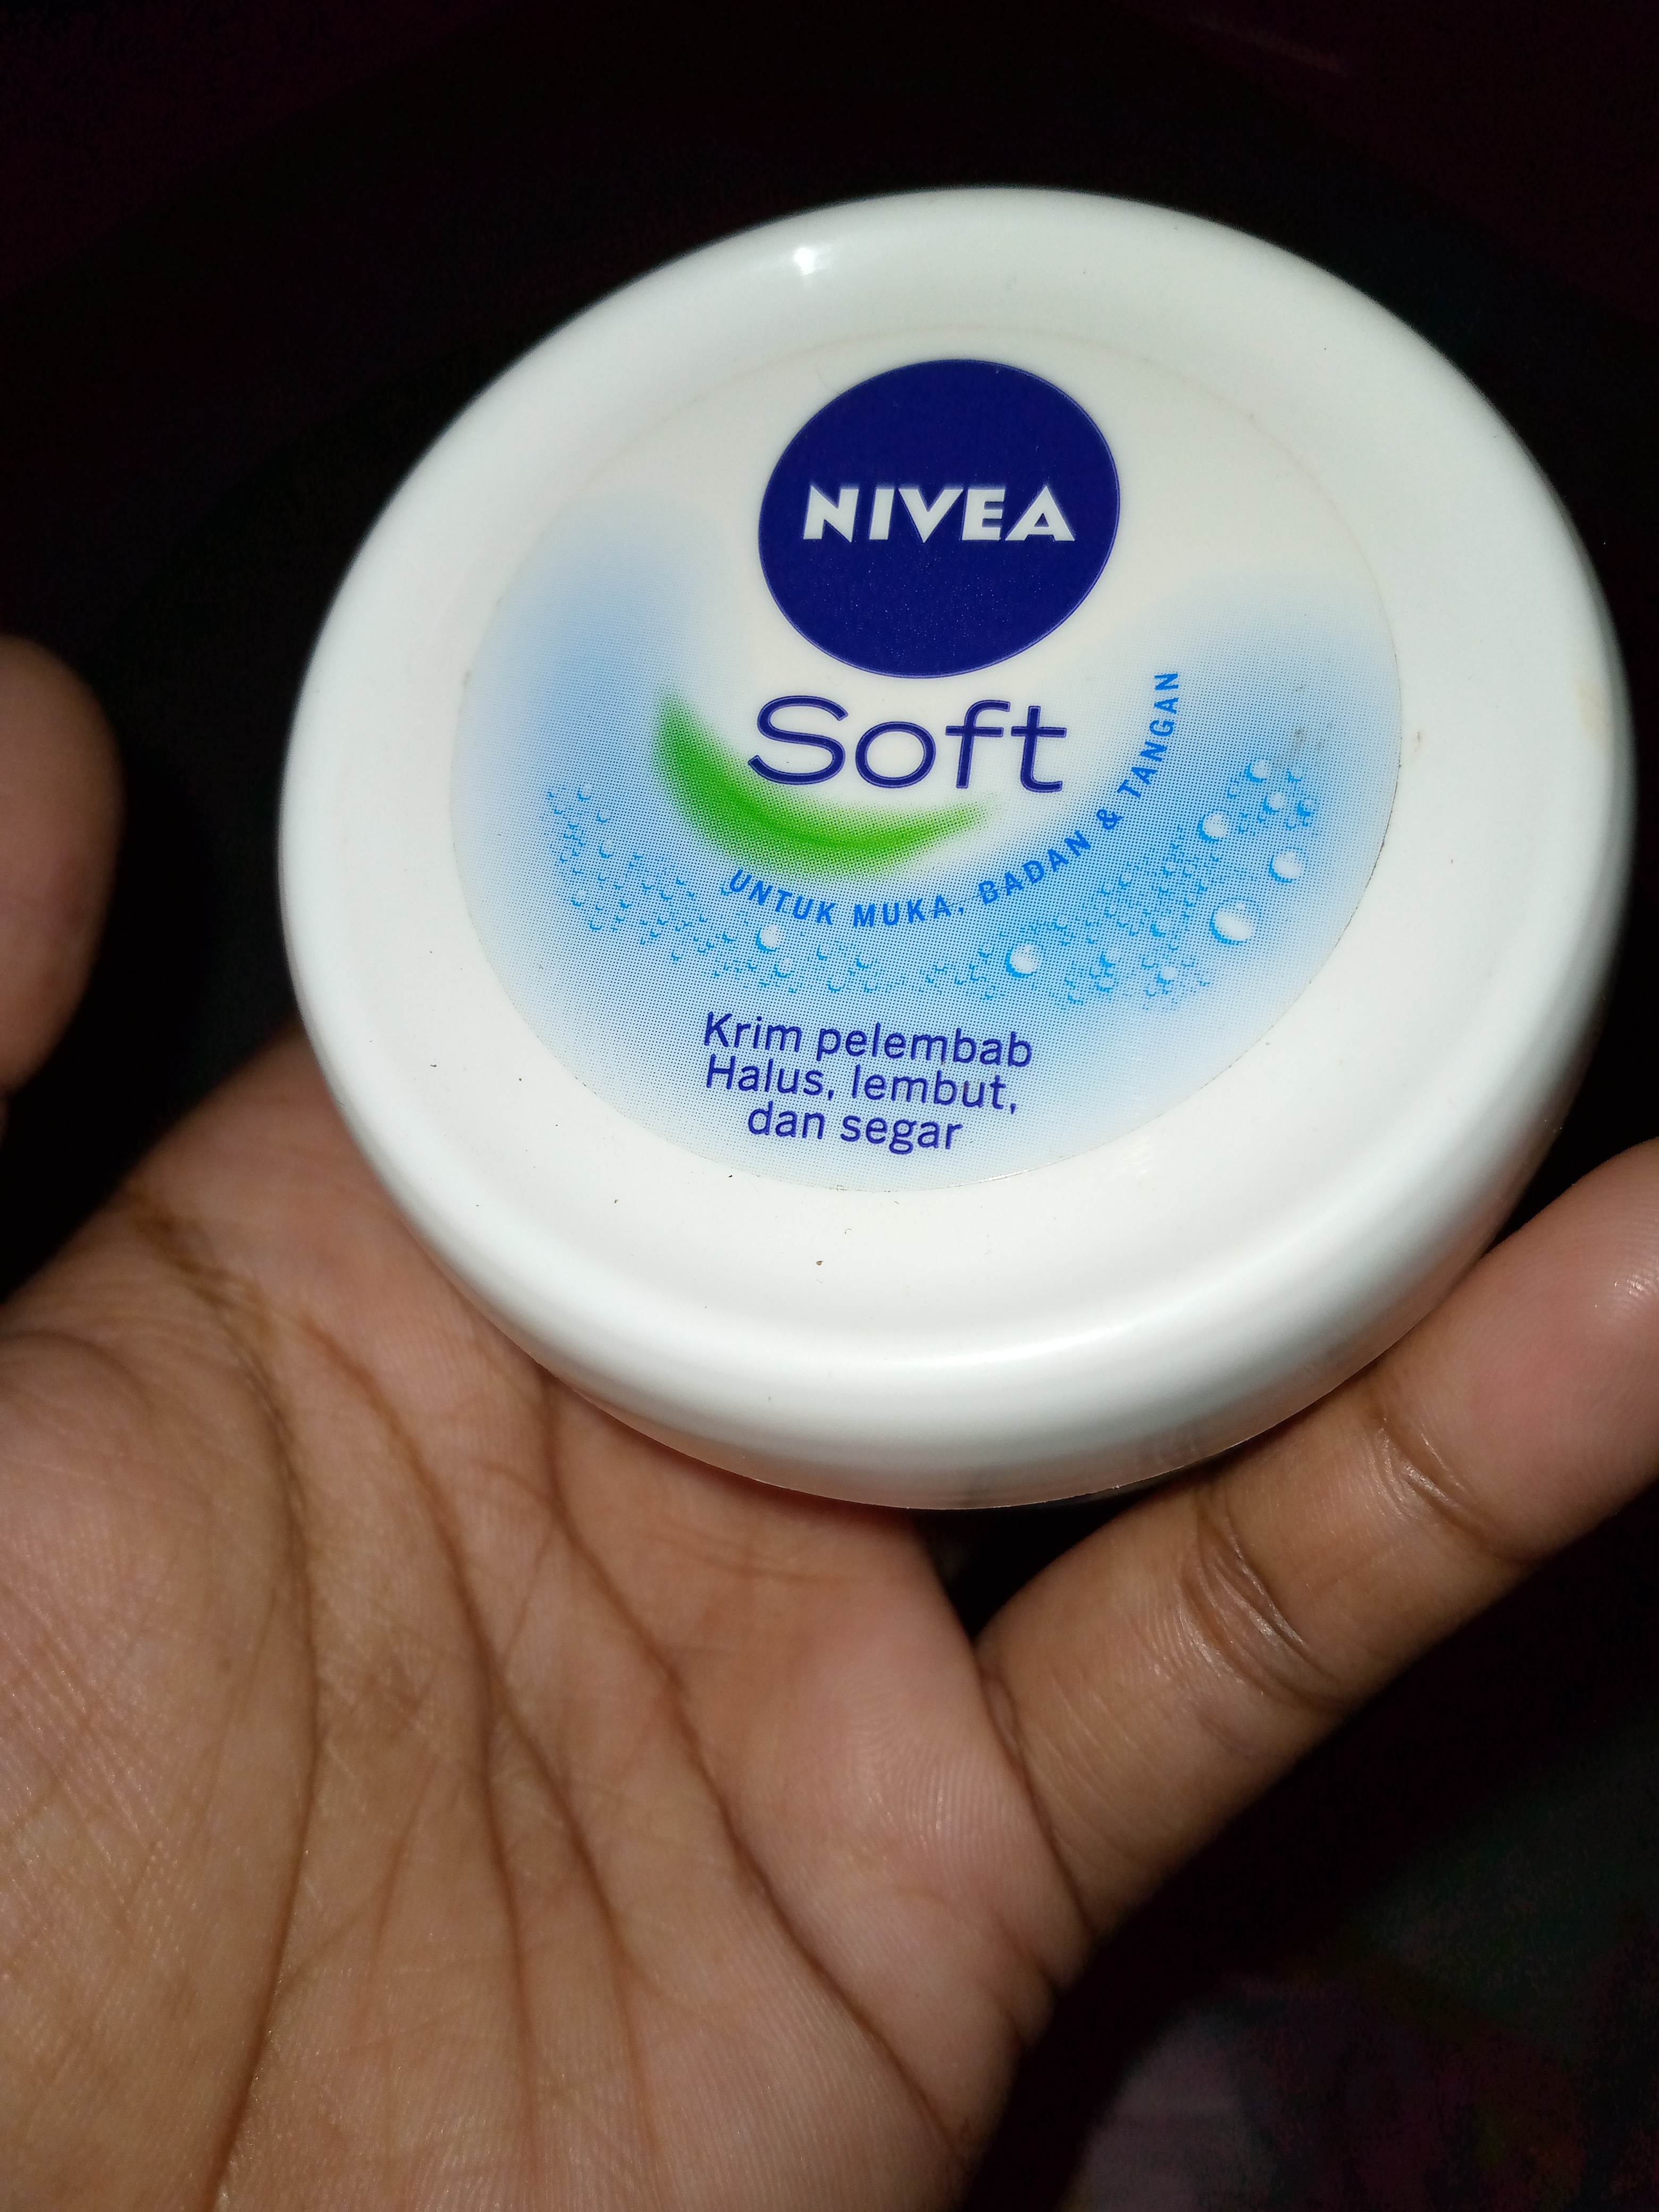 NIVEA
Soft
UNTUK MUKA, BADAN & TANGAN
Krim pelembab
Halus, lembut,
dan segar